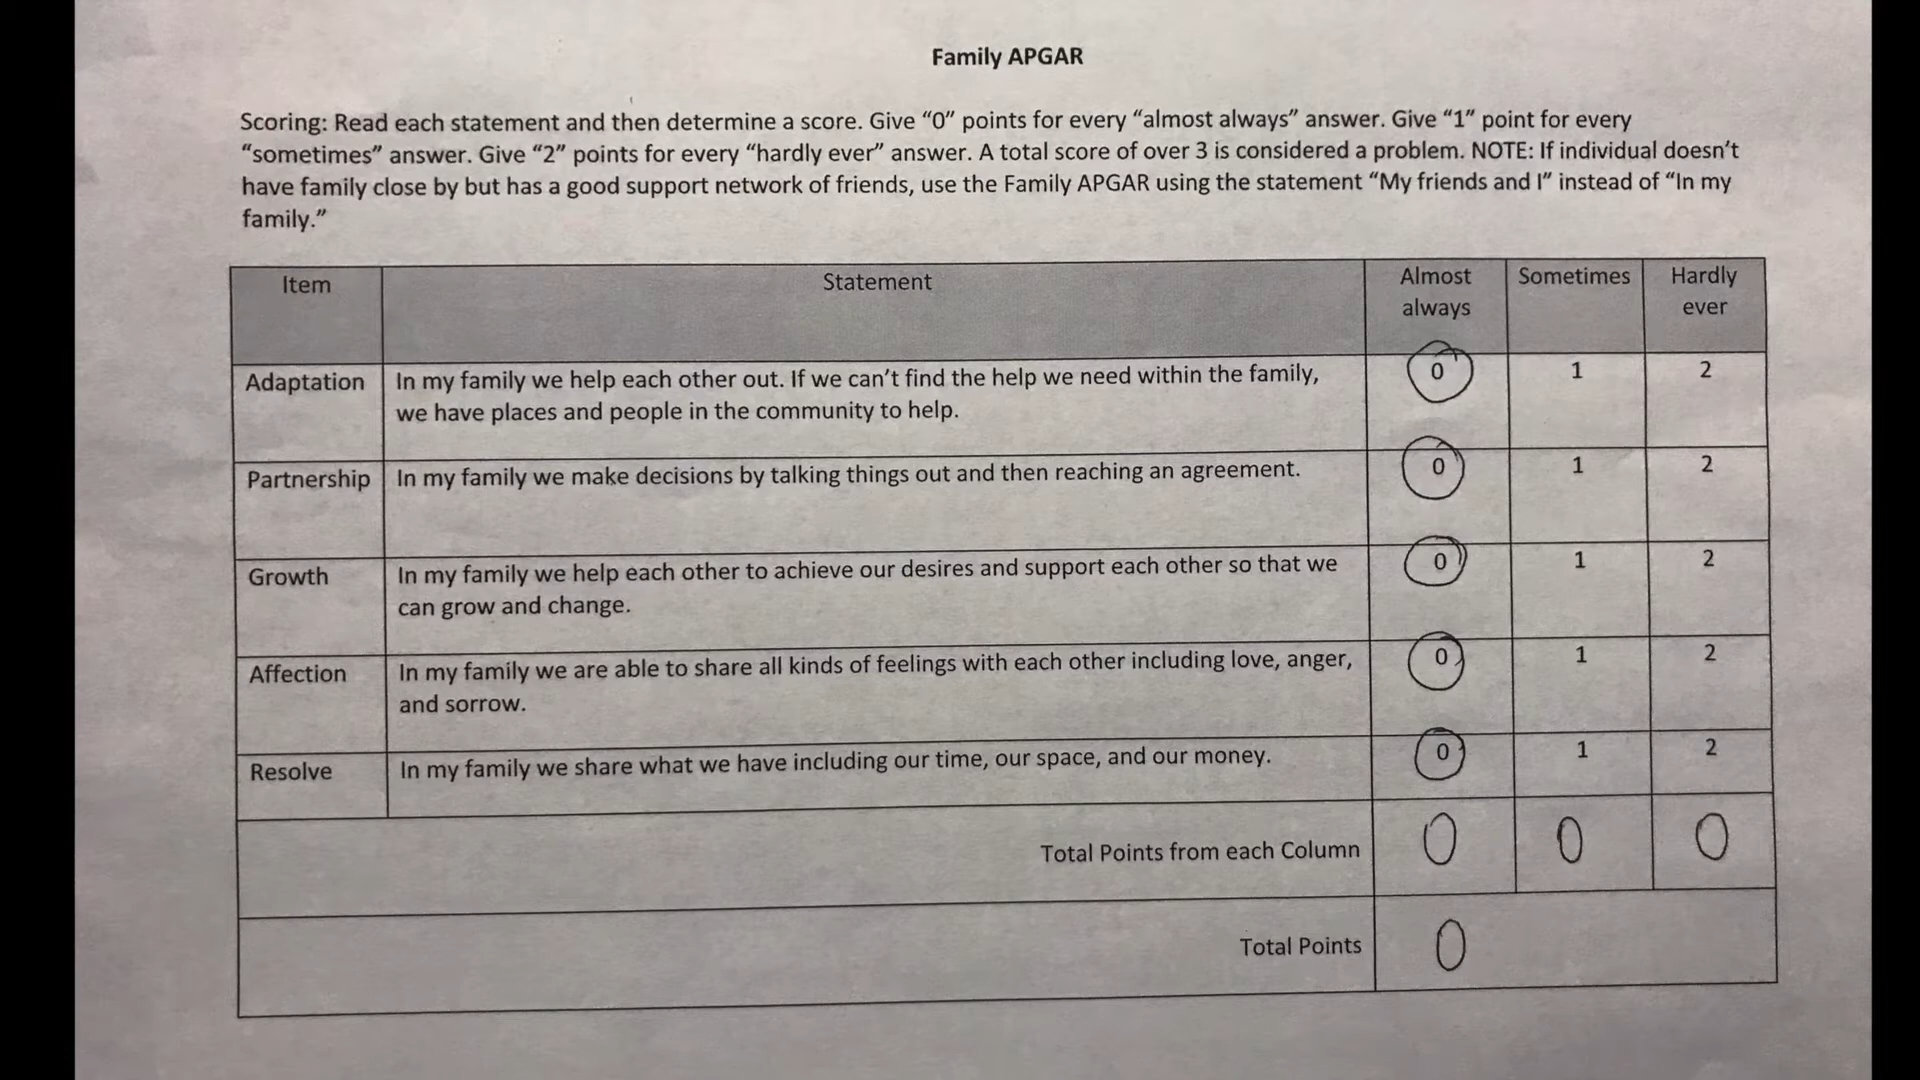 Family APGAR
Scoring: Read each statement and then determine a score. Give “0” points for every “almost always” answer. Give “1” point for every
“sometimes” answer. Give “2” points for every “hardly ever” answer. A total score of over 3 is considered a problem. NOTE: If individual doesn’t
have family close by but has a good support network of friends, use the Family APGAR using the statement “My friends and I” instead of “In my
family.”
Item Statement Almost always Sometimes Hardly ever
Adaptation In my family we help each other out. If we can’t find the help we need within the family, 0 1 2
we have places and people in the community to help.
Partnership In my family we make decisions by talking things out and then reaching an agreement. 0 1 2
Growth In my family we help each other to achieve our desires and support each other so that we 0 1 2
can grow and change.
Affection In my family we are able to share all kinds of feelings with each other including love, anger, 0 1 2
and sorrow.
Resolve In my family we share what we have including our time, our space, and our money. 0 1 2
Total Points from each Column 0 0 0
Total Points 0